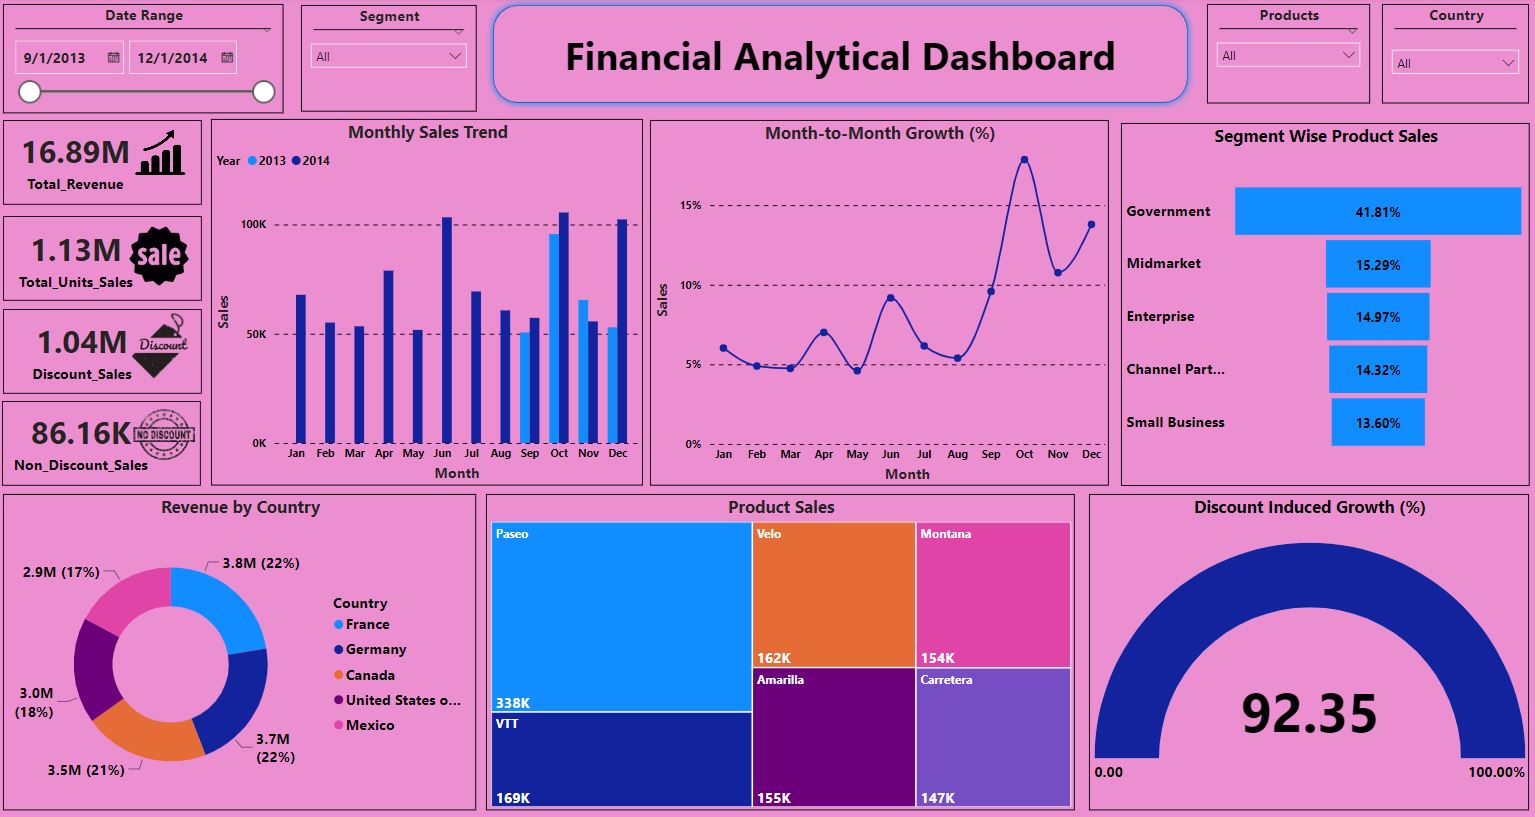 Date Range
9/1/2013
12/1/2014
Segment
All
Financial Analytical Dashboard
Products
All
Country
All
16.89M
Total_Revenue
1.13M
sale
Total_Units_Sales
1.04M
Discount
Discount_Sales
86.16K
NO DISCOUNT
Non_Discount_Sales
Monthly Sales Trend
Year 2013 2014
100K
50K
0K
Sales
Jan Feb Mar Apr May Jun Jul Aug Sep Oct Nov Dec
Month
Month-to-Month Growth (%)
15%
10%
5%
0%
Sales
Jan Feb Mar Apr May Jun Jul Aug Sep Oct Nov Dec
Month
Segment Wise Product Sales
Government 41.81%
Midmarket 15.29%
Enterprise 14.97%
Channel Part... 14.32%
Small Business 13.60%
Revenue by Country
3.8M (22%)
2.9M (17%)
3.0M
(18%)
3.5M (21%)
3.7M
(22%)
Country
France
Germany
Canada
United States o...
Mexico
Product Sales
Paseo
338K
VTT
169K
Velo
162K
Montana
154K
Amarilla
155K
Carretera
147K
Discount Induced Growth (%)
92.35
0.00
100.00%